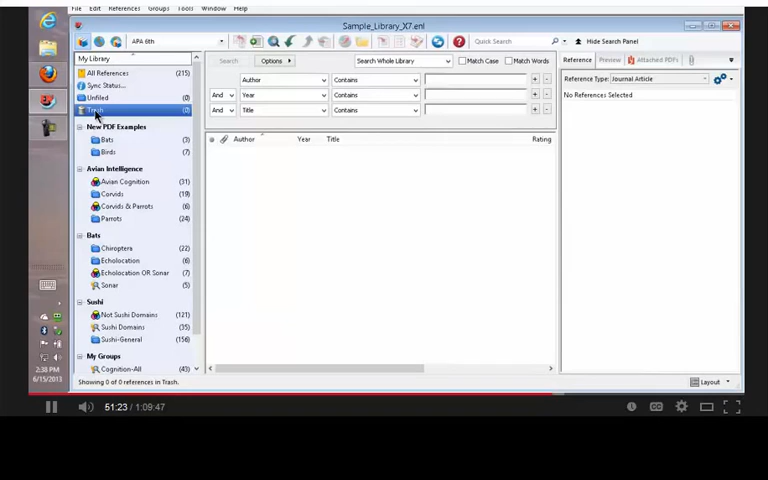 File Edit References Groups Tools Window Help
Sample_Library_X7.enl
APA 6th
Quick Search
Hide Search Panel
My Library
All References (215)
Sync Status...
Unfiled (0)
Trash (0)
New PDF Examples
Bats (3)
Birds (7)
Avian Intelligence
Avian Cognition (31)
Corvids (19)
Corvids & Parrots (6)
Parrots (24)
Bats
Chiroptera (22)
Echolocation (6)
Echolocation OR Sonar (7)
Sonar (5)
Sushi
Not Sushi Domains (121)
Sushi Domains (35)
Sushi-General (156)
My Groups
Cognition-All (43)
Showing 0 of 0 references in Trash.
Search Options Search Whole Library Match Case Match Words
Author Contains
And Year Contains
And Title Contains
Author Year Title Rating
Reference Preview Attached PDFs
Reference Type: Journal Article
No References Selected
Layout
2:38 PM
6/15/2013
51:23 / 1:09:47